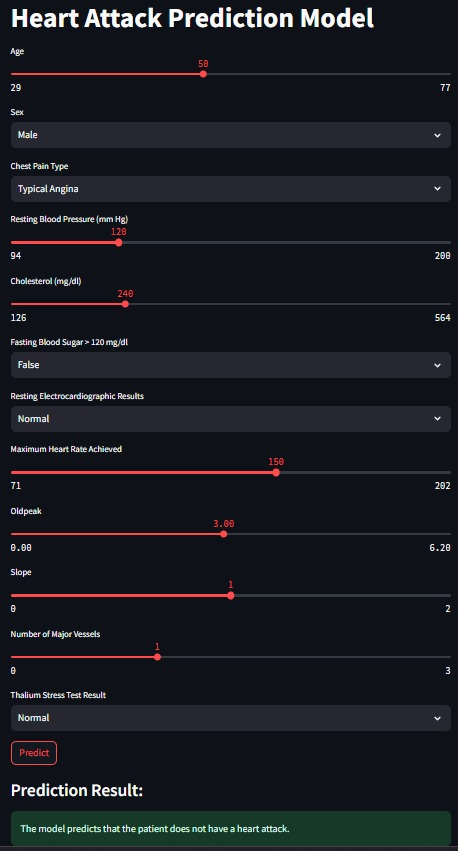 Heart Attack Prediction Model
Age
50
29 77
Sex
Male
Chest Pain Type
Typical Angina
Resting Blood Pressure (mm Hg)
120
94 200
Cholesterol (mg/dl)
240
126 564
Fasting Blood Sugar > 120 mg/dl
False
Resting Electrocardiographic Results
Normal
Maximum Heart Rate Achieved
150
71 202
Oldpeak
3.00
0.00 6.20
Slope
1
0 2
Number of Major Vessels
1
0 3
Thalium Stress Test Result
Normal
Predict
Prediction Result:
The model predicts that the patient does not have a heart attack.